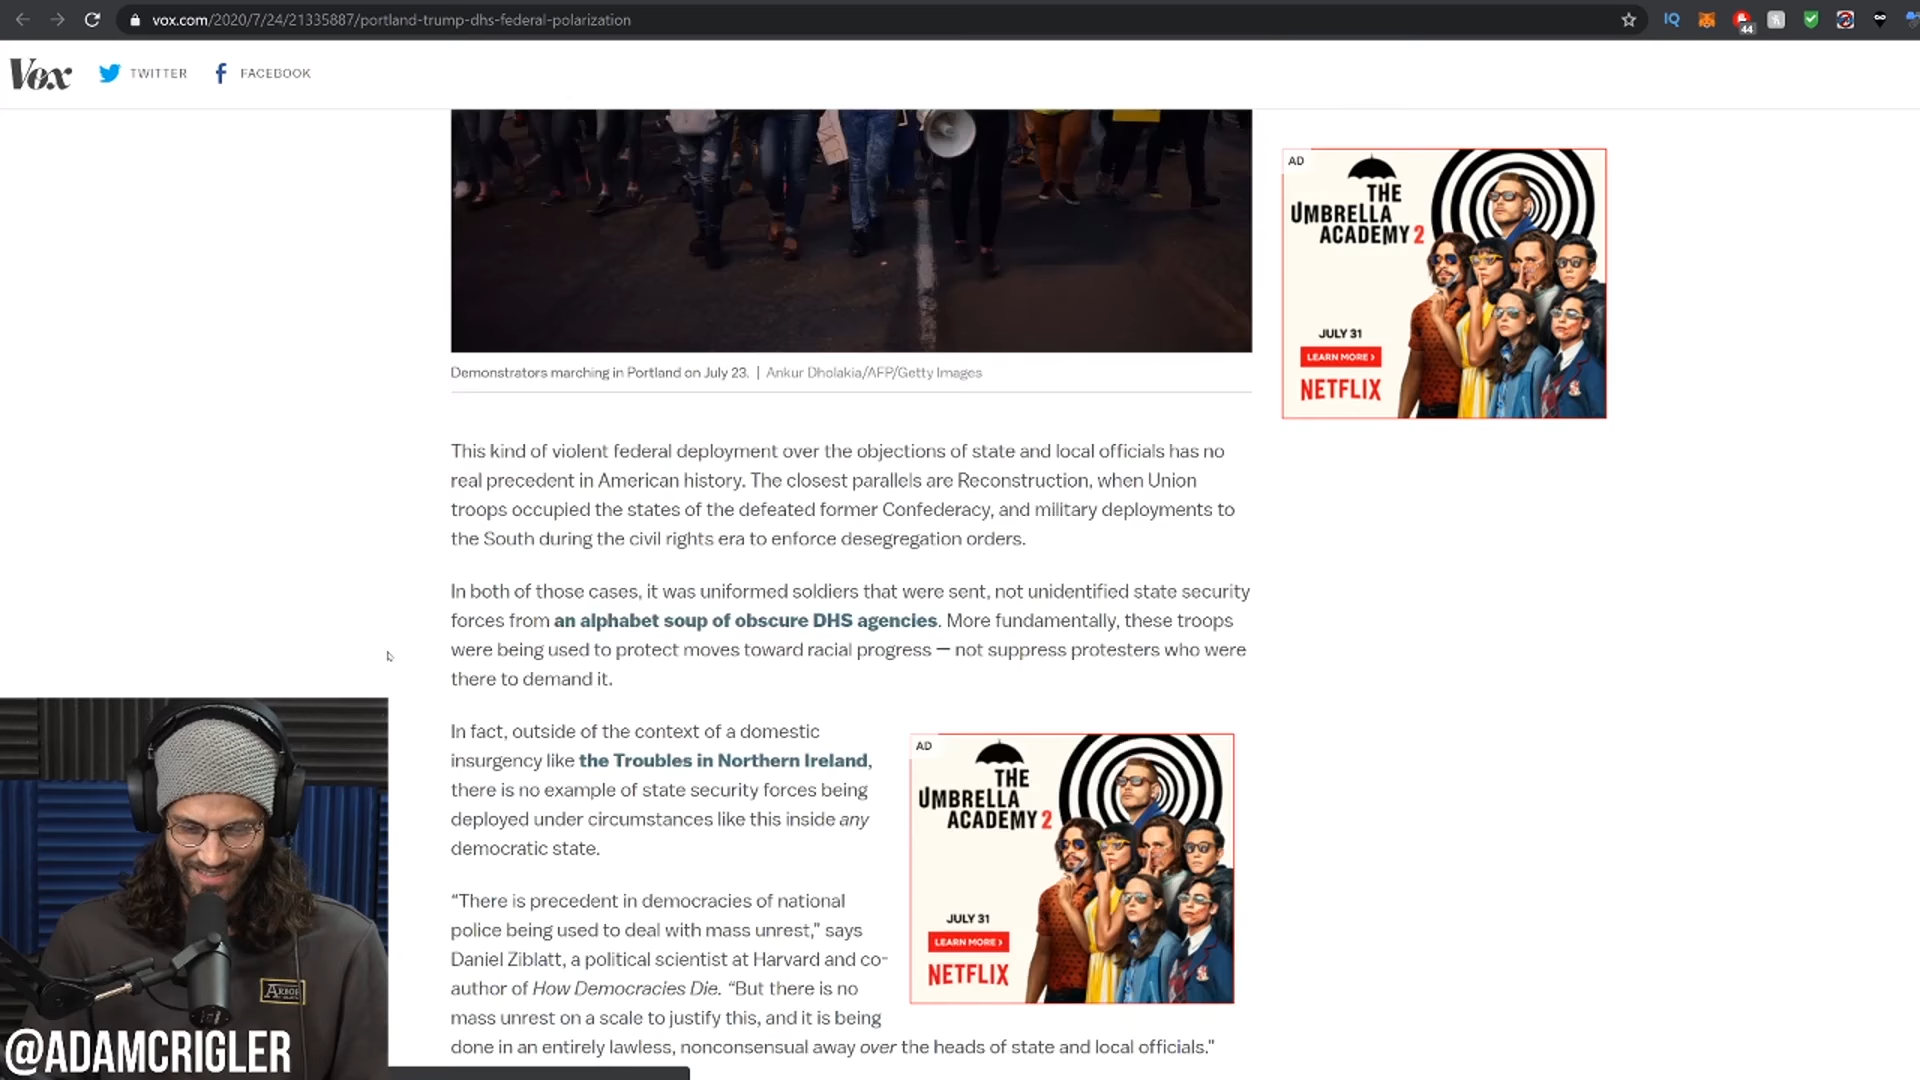 vox.com/2020/7/24/21335887/portland-trump-dhs-federal-polarization
IQ
44
Vox
TWITTER
FACEBOOK
AD
THE
UMBRELLA
ACADEMY 2
JULY 31
LEARN MORE >
NETFLIX
Demonstrators marching in Portland on July 23. | Ankur Dholakia/AFP/Getty Images
This kind of violent federal deployment over the objections of state and local officials has no
real precedent in American history. The closest parallels are Reconstruction, when Union
troops occupied the states of the defeated former Confederacy, and military deployments to
the South during the civil rights era to enforce desegregation orders.
In both of those cases, it was uniformed soldiers that were sent, not unidentified state security
forces from an alphabet soup of obscure DHS agencies. More fundamentally, these troops
were being used to protect moves toward racial progress — not suppress protesters who were
there to demand it.
In fact, outside of the context of a domestic
insurgency like the Troubles in Northern Ireland,
there is no example of state security forces being
deployed under circumstances like this inside any
democratic state.
AD
THE
UMBRELLA
ACADEMY 2
JULY 31
LEARN MORE >
NETFLIX
“There is precedent in democracies of national
police being used to deal with mass unrest,” says
Daniel Ziblatt, a political scientist at Harvard and co-
author of How Democracies Die. “But there is no
mass unrest on a scale to justify this, and it is being
done in an entirely lawless, nonconsensual away over the heads of state and local officials.”
ARBOR
@ADAMCRIGLER